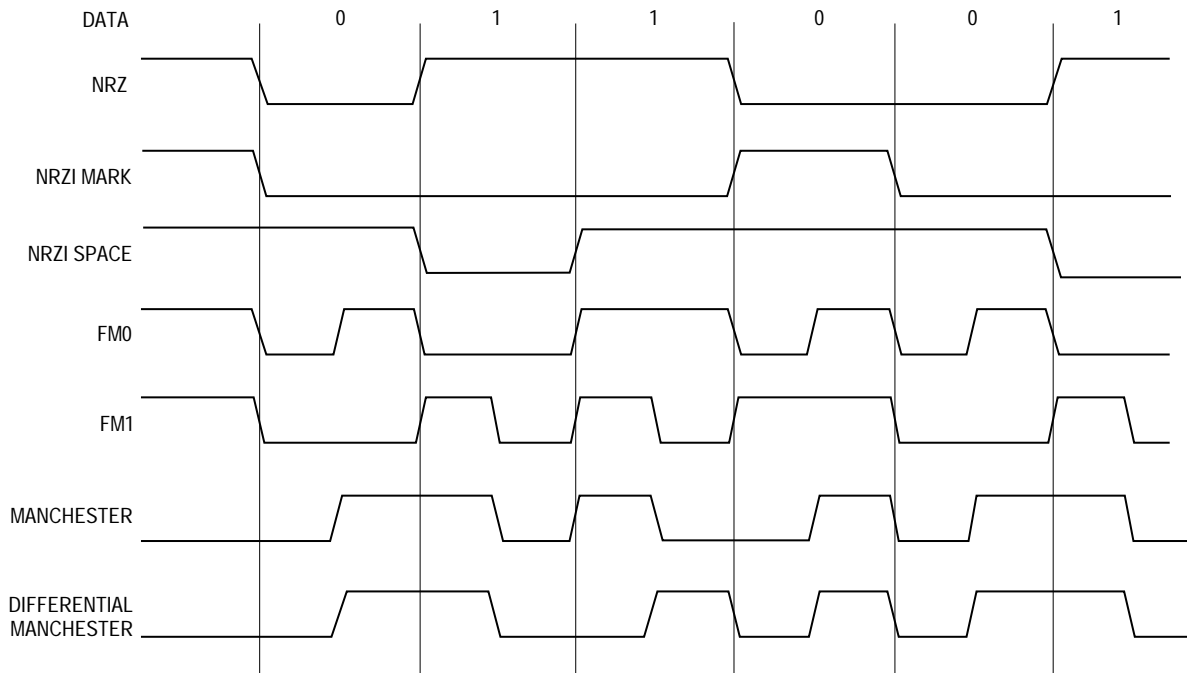 DATA 0 1 1 0 0 1
NRZ
NRZI MARK
NRZI SPACE
FM0
FM1
MANCHESTER
DIFFERENTIAL
MANCHESTER